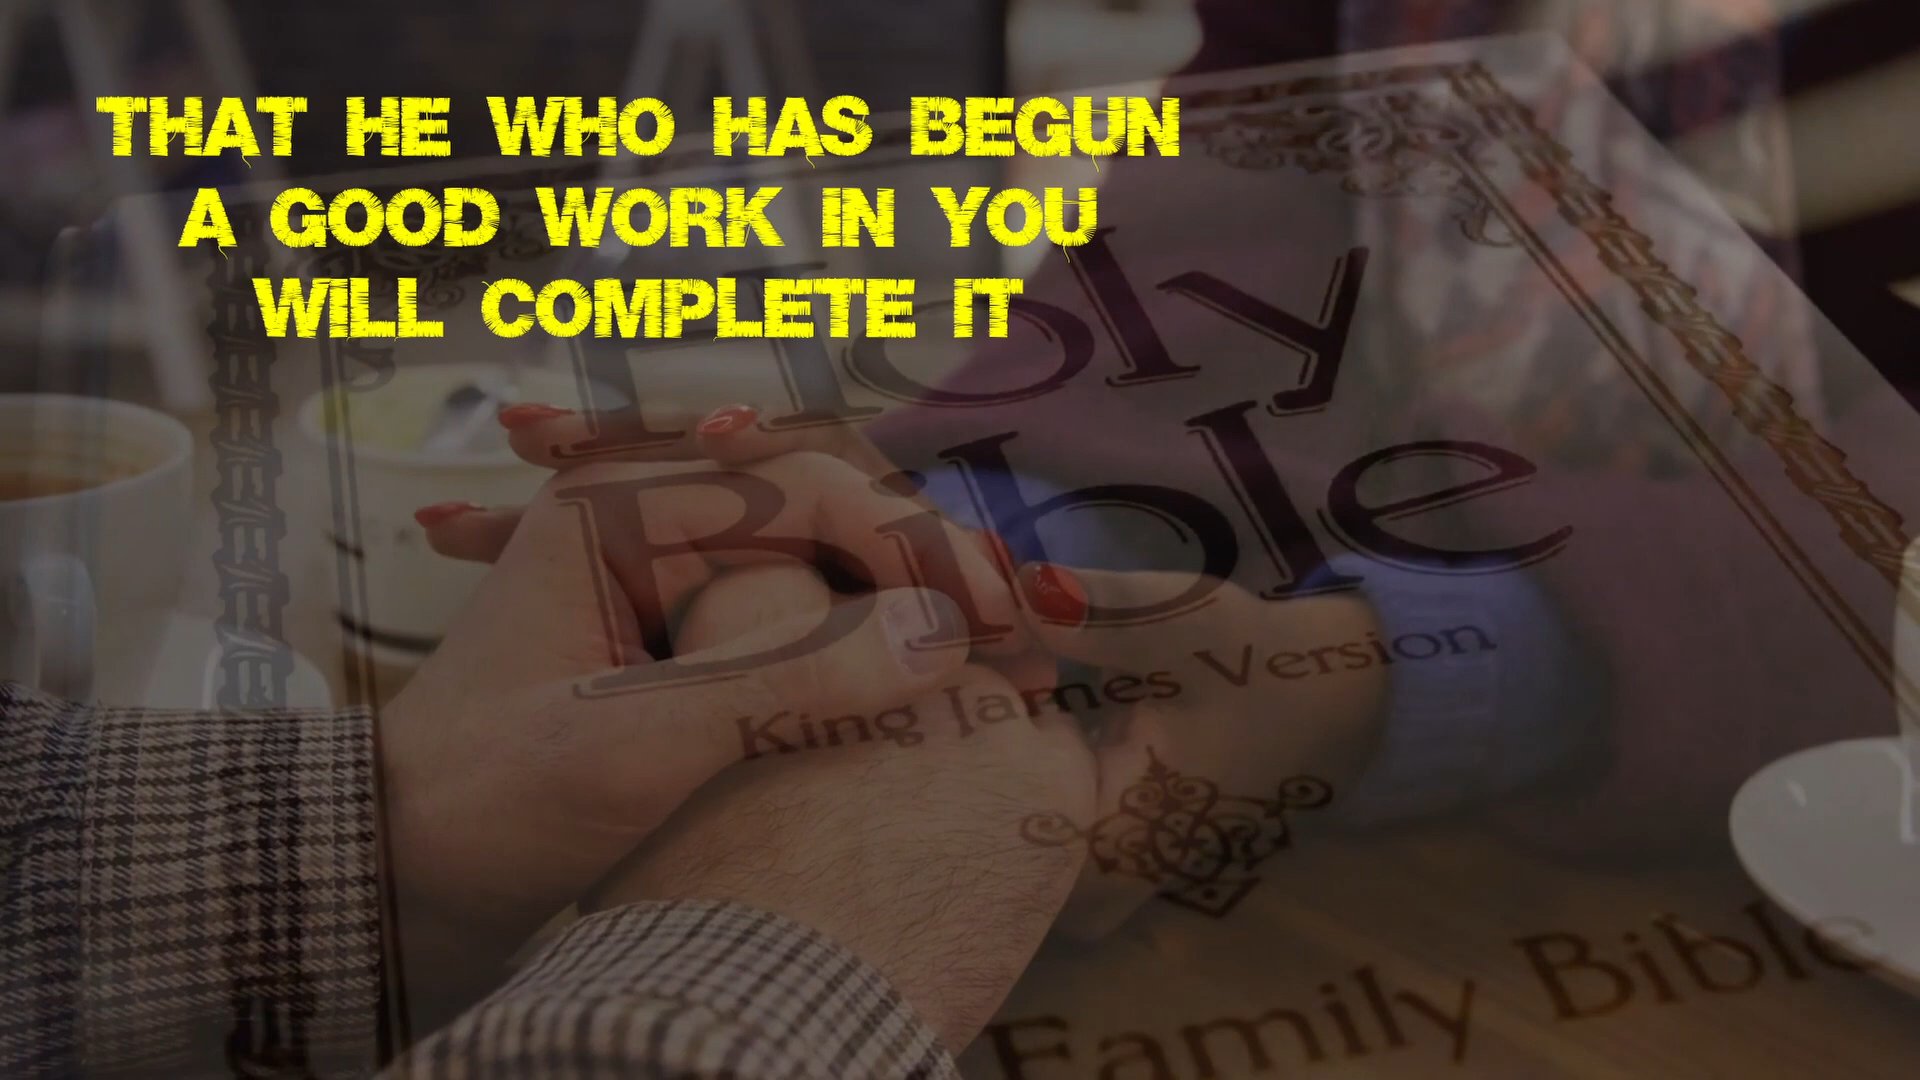 THAT HE WHO HAS BEGUN
A GOOD WORK IN YOU
WILL COMPLETE IT
Holy
Bible
King James Version
Family Bible